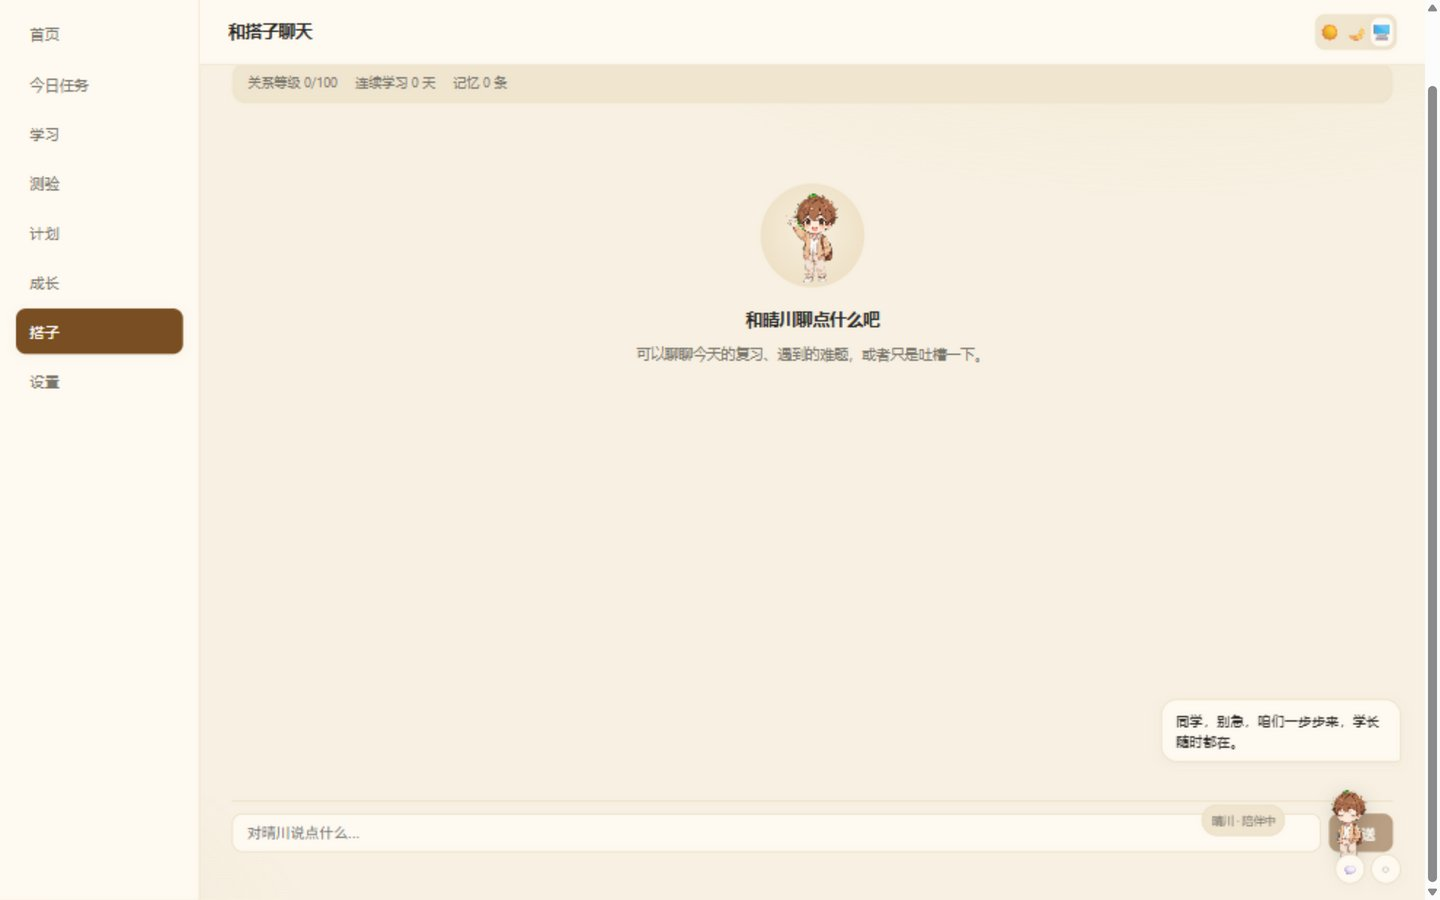 首页
今日任务
学习
测验
计划
成长
搭子
设置
和搭子聊天
关系等级 0/100 连续学习 0 天 记忆 0 条
和晴川聊点什么吧
可以聊聊今天的复习、遇到的难题，或者只是吐槽一下。
同学，别急，咱们一步步来，学长
随时都在。
对晴川说点什么...
晴川 · 陪伴中
送